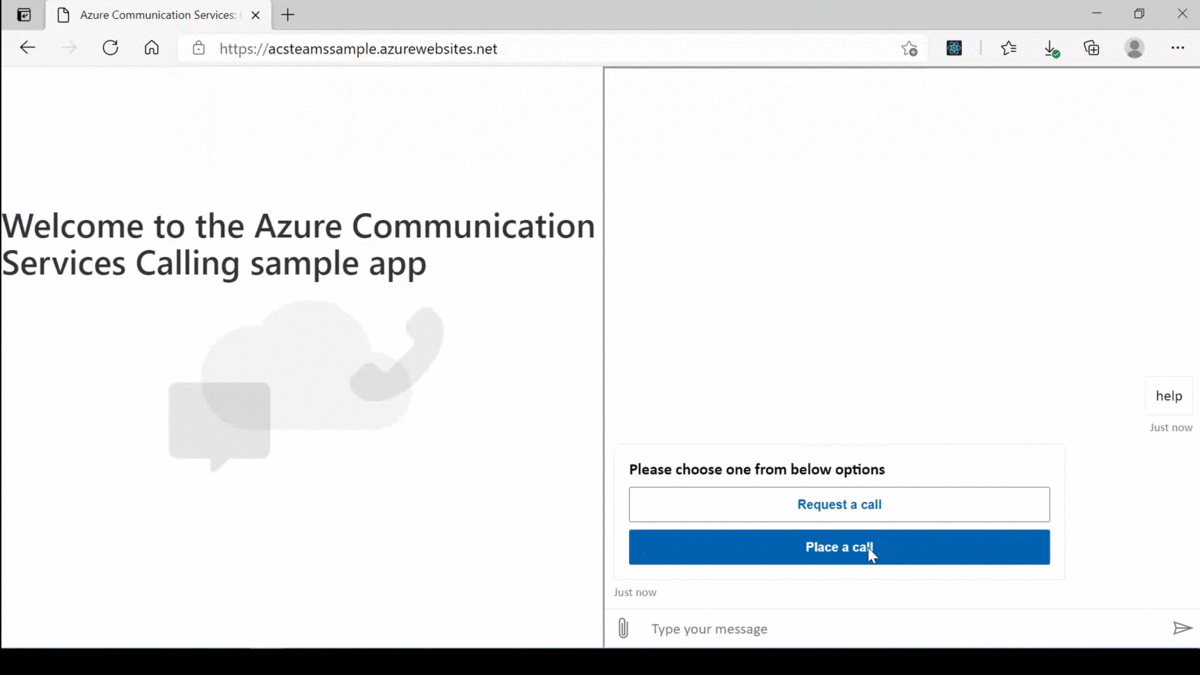 Azure Communication Services:
https://acsteamssample.azurewebsites.net
Welcome to the Azure Communication
Services Calling sample app
help
Just now
Please choose one from below options
Request a call
Place a call
Just now
Type your message